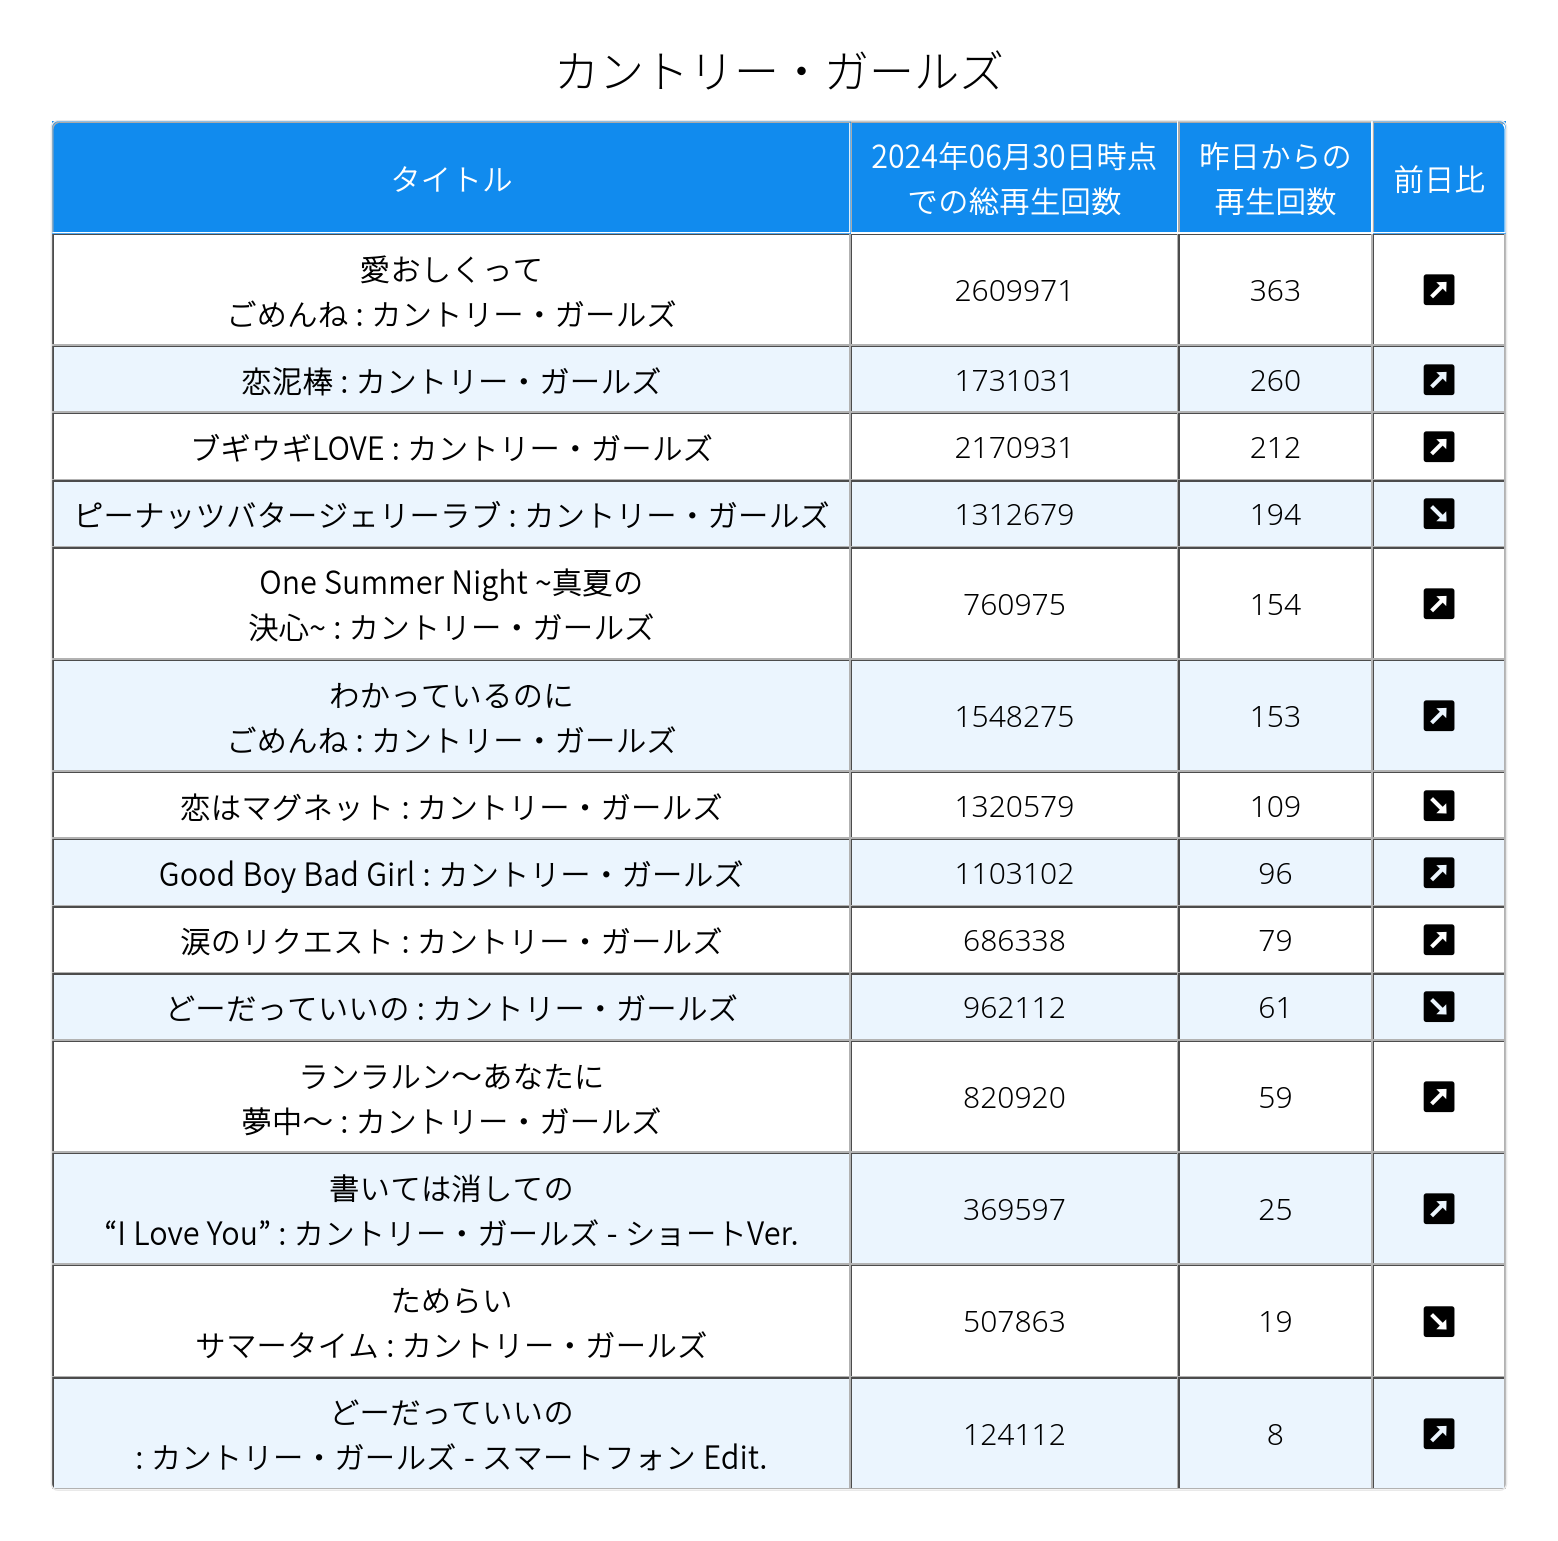 カントリー・ガールズ
タイトル
2024年06月30日時点
での総再生回数
昨日からの
再生回数
前日比
愛おしくって
ごめんね : カントリー・ガールズ
2609971
363
恋泥棒 : カントリー・ガールズ
1731031
260
ブギウギLOVE : カントリー・ガールズ
2170931
212
ピーナッツバタージェリーラブ : カントリー・ガールズ
1312679
194
One Summer Night ~真夏の
決心~ : カントリー・ガールズ
760975
154
わかっているのに
ごめんね : カントリー・ガールズ
1548275
153
恋はマグネット : カントリー・ガールズ
1320579
109
Good Boy Bad Girl : カントリー・ガールズ
1103102
96
涙のリクエスト : カントリー・ガールズ
686338
79
どーだっていいの : カントリー・ガールズ
962112
61
ランラルン〜あなたに
夢中〜 : カントリー・ガールズ
820920
59
書いては消しての
“I Love You” : カントリー・ガールズ - ショートVer.
369597
25
ためらい
サマータイム : カントリー・ガールズ
507863
19
どーだっていいの
: カントリー・ガールズ - スマートフォン Edit.
124112
8